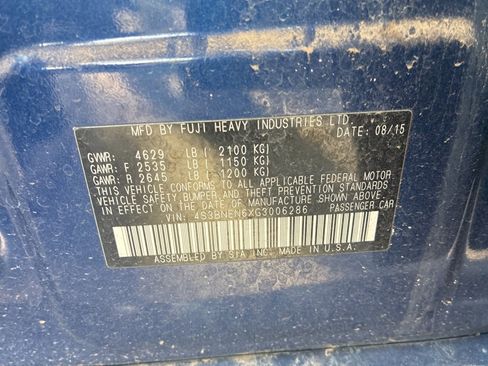 MFD BY FUJI HEAVY INDUSTRIES LTD.
DATE: 08/15
GVWR: 4629 LB ( 2100 KG)
GAWR: F 2535 LB ( 1150 KG)
GAWR: R 2645 LB ( 1200 KG)
THIS VEHICLE CONFORMS TO ALL APPLICABLE FEDERAL MOTOR
VEHICLE SAFETY, BUMPER, AND THEFT PREVENTION
STANDARDS IN EFFECT ON THE DATE OF MANUFACTURE SHOWN ABOVE.
VIN: 4S3BNEN6XG3006286 PASSENGER CAR
ASSEMBLED BY SIA INC. MADE IN U.S.A.